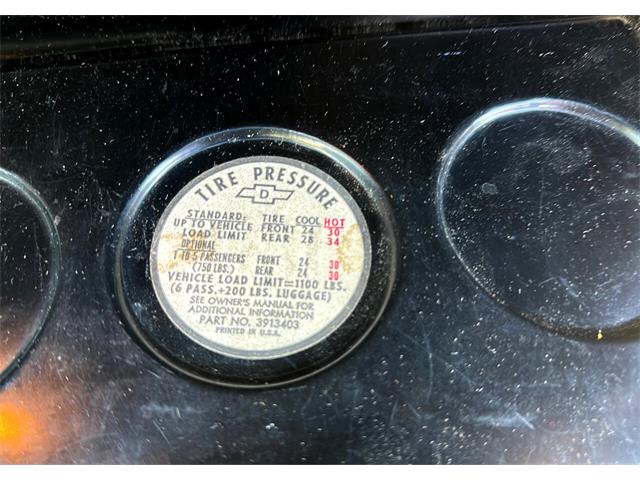 TIRE PRESSURE
D
STANDARD: TIRE COOL HOT
UP TO VEHICLE FRONT 24 30
LOAD LIMIT REAR 28 34
OPTIONAL
1 TO 5 PASSENGERS FRONT 24 30
(750 LBS.) REAR 24 30
VEHICLE LOAD LIMIT=1100 LBS.
(6 PASS.+200 LBS. LUGGAGE)
SEE OWNER'S MANUAL FOR
ADDITIONAL INFORMATION
PART NO. 3913403
PRINTED IN U.S.A.